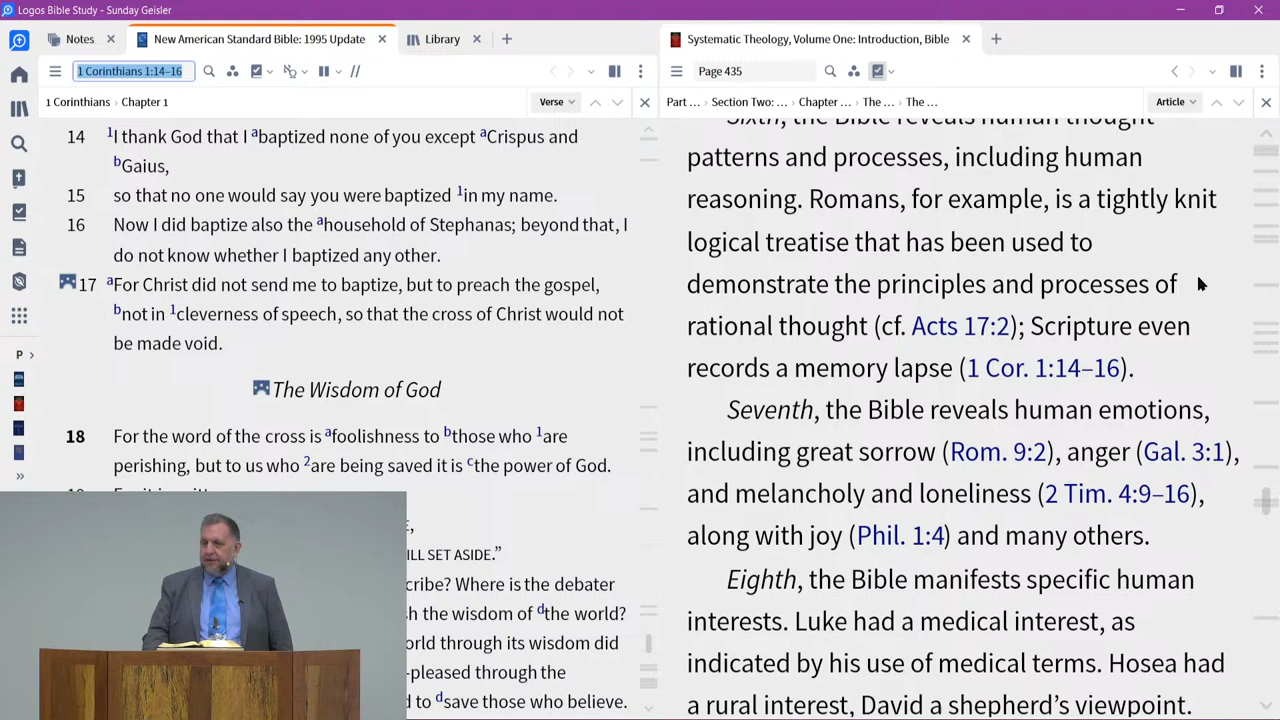 Logos Bible Study - Sunday Geisler
Notes
New American Standard Bible: 1995 Update
Library
Systematic Theology, Volume One: Introduction, Bible
1 Corinthians 1:14–16
Page 435
1 Corinthians › Chapter 1
Verse
Part ... › Section Two: ... › Chapter ... › The ... › The ...
Article
14 1I thank God that I abaptized none of you except aCrispus and
bGaius,
15 so that no one would say you were baptized 1in my name.
16 Now I did baptize also the ahousehold of Stephanas; beyond that, I
do not know whether I baptized any other.
17 aFor Christ did not send me to baptize, but to preach the gospel,
bnot in 1cleverness of speech, so that the cross of Christ would not
be made void.
The Wisdom of God
18 For the word of the cross is afoolishness to bthose who 1are
perishing, but to us who 2are being saved it is cthe power of God.
ILL SET ASIDE.”
cribe? Where is the debater
h the wisdom of dthe world?
orld through its wisdom did
-pleased through the
d to dsave those who believe.
P
Sixth, the Bible reveals human thought
patterns and processes, including human
reasoning. Romans, for example, is a tightly knit
logical treatise that has been used to
demonstrate the principles and processes of
rational thought (cf. Acts 17:2); Scripture even
records a memory lapse (1 Cor. 1:14–16).
Seventh, the Bible reveals human emotions,
including great sorrow (Rom. 9:2), anger (Gal. 3:1),
and melancholy and loneliness (2 Tim. 4:9–16),
along with joy (Phil. 1:4) and many others.
Eighth, the Bible manifests specific human
interests. Luke had a medical interest, as
indicated by his use of medical terms. Hosea had
a rural interest, David a shepherd’s viewpoint.